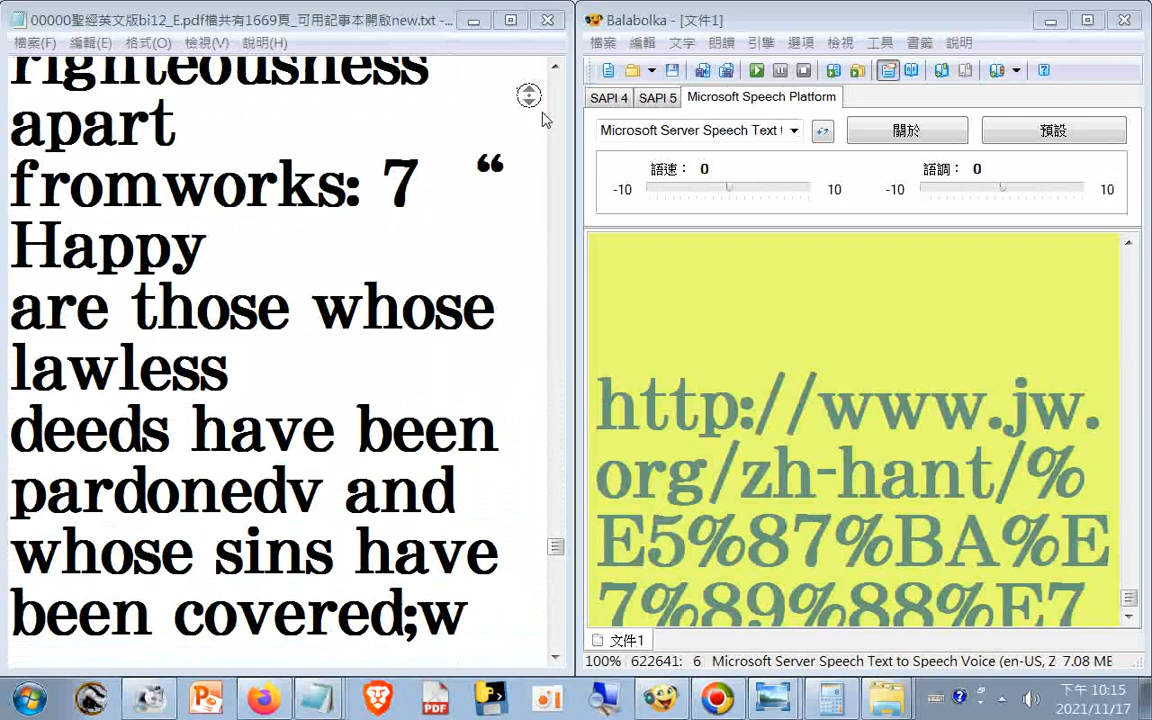 00000聖經英文版bi12_E.pdf檔共有1669頁_可用記事本開啟new.txt -...
檔案(F) 編輯(E) 格式(O) 檢視(V) 說明(H)
righteousness
apart
fromworks: 7 “
Happy
are those whose
lawless
deeds have been
pardonedv and
whose sins have
been covered;w
Balabolka - [文件1]
檔案 編輯 文字 朗讀 引擎 選項 檢視 工具 書籤 說明
SAPI 4 SAPI 5 Microsoft Speech Platform
Microsoft Server Speech Text t 關於 預設
語速： 0 語調： 0
-10 10 -10 10
http://www.jw.
org/zh-hant/%
E5%87%BA%E
7%89%88%E7
文件1
100% 622641: 6 Microsoft Server Speech Text to Speech Voice (en-US, Z 7.08 ME
PDF
下午 10:15
2021/11/17